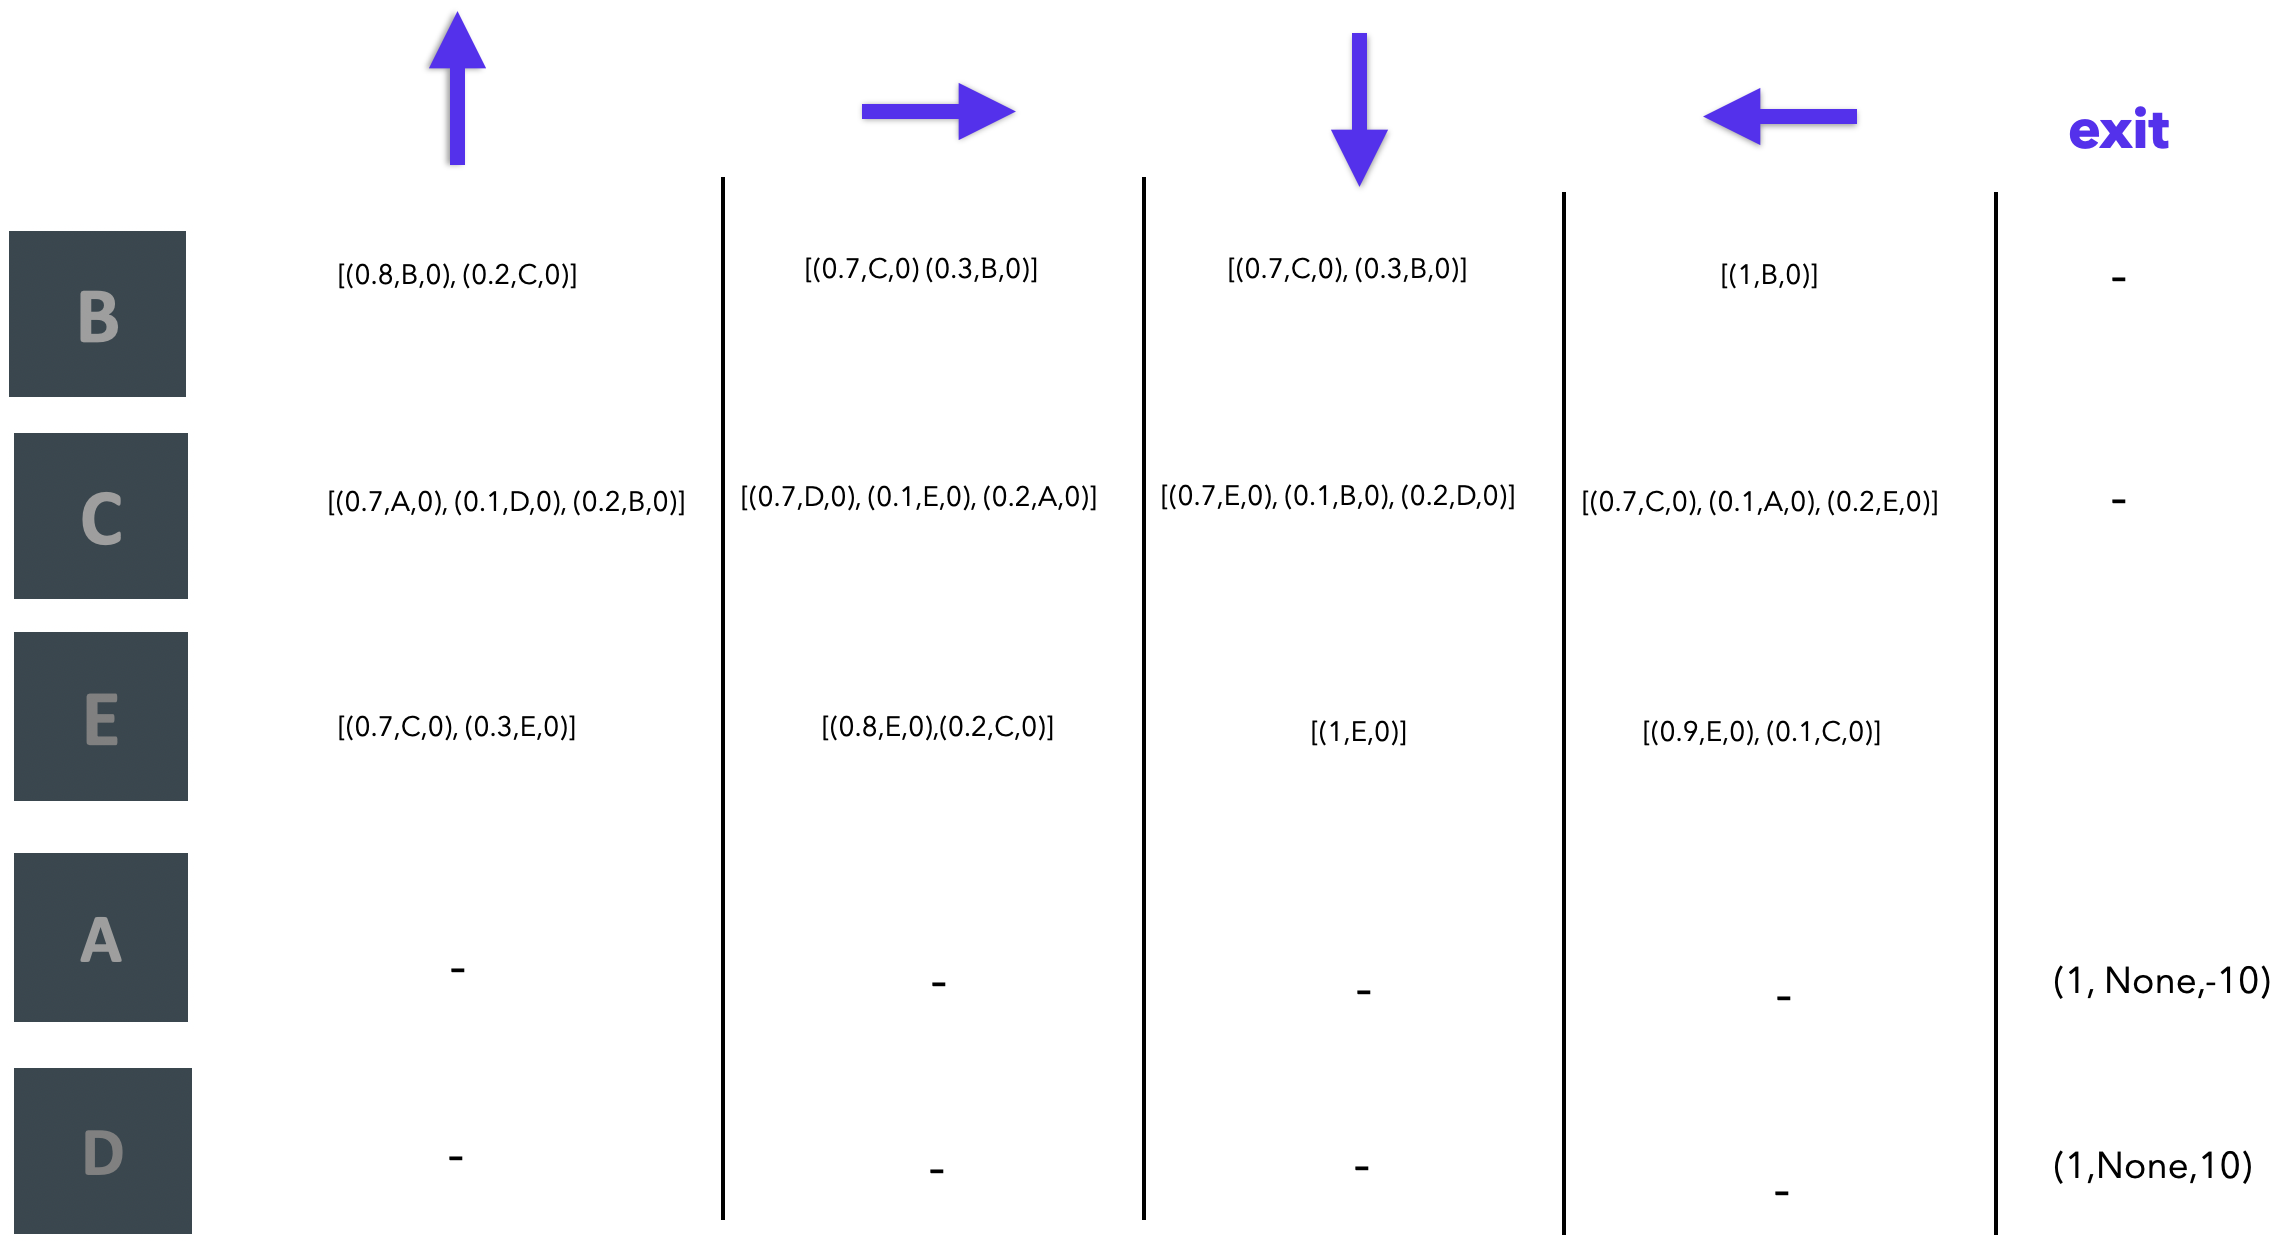 exit
B
[(0.8,B,0), (0.2,C,0)]
[(0.7,C,0) (0.3,B,0)]
[(0.7,C,0), (0.3,B,0)]
[(1,B,0)]
-
C
[(0.7,A,0), (0.1,D,0), (0.2,B,0)]
[(0.7,D,0), (0.1,E,0), (0.2,A,0)]
[(0.7,E,0), (0.1,B,0), (0.2,D,0)]
[(0.7,C,0), (0.1,A,0), (0.2,E,0)]
-
E
[(0.7,C,0), (0.3,E,0)]
[(0.8,E,0),(0.2,C,0)]
[(1,E,0)]
[(0.9,E,0), (0.1,C,0)]
A
-
-
-
-
(1, None,-10)
D
-
-
-
-
(1,None,10)